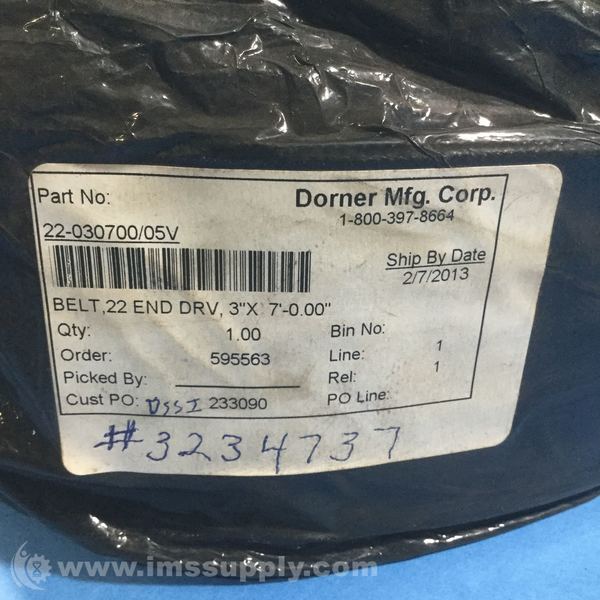 Part No:
Dorner Mfg. Corp.
1-800-397-8664
22-030700/05V
Ship By Date
2/7/2013
BELT,22 END DRV, 3"X 7'-0.00"
Qty: 1.00 Bin No:
Order: 595563 Line: 1
Picked By: Rel: 1
Cust PO: DSSI 233090 PO Line:
#3234737
www.imssupply.com